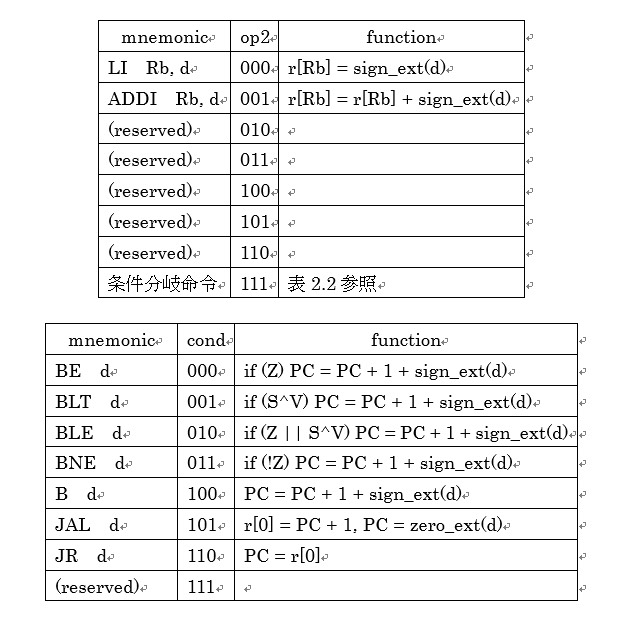 mnemonic op2 function
LI Rb, d 000 r[Rb] = sign_ext(d)
ADDI Rb, d 001 r[Rb] = r[Rb] + sign_ext(d)
(reserved) 010
(reserved) 011
(reserved) 100
(reserved) 101
(reserved) 110
条件分岐命令 111 表 2.2 参照
mnemonic cond function
BE d 000 if (Z) PC = PC + 1 + sign_ext(d)
BLT d 001 if (S^V) PC = PC + 1 + sign_ext(d)
BLE d 010 if (Z || S^V) PC = PC + 1 + sign_ext(d)
BNE d 011 if (!Z) PC = PC + 1 + sign_ext(d)
B d 100 PC = PC + 1 + sign_ext(d)
JAL d 101 r[0] = PC + 1, PC = zero_ext(d)
JR d 110 PC = r[0]
(reserved) 111